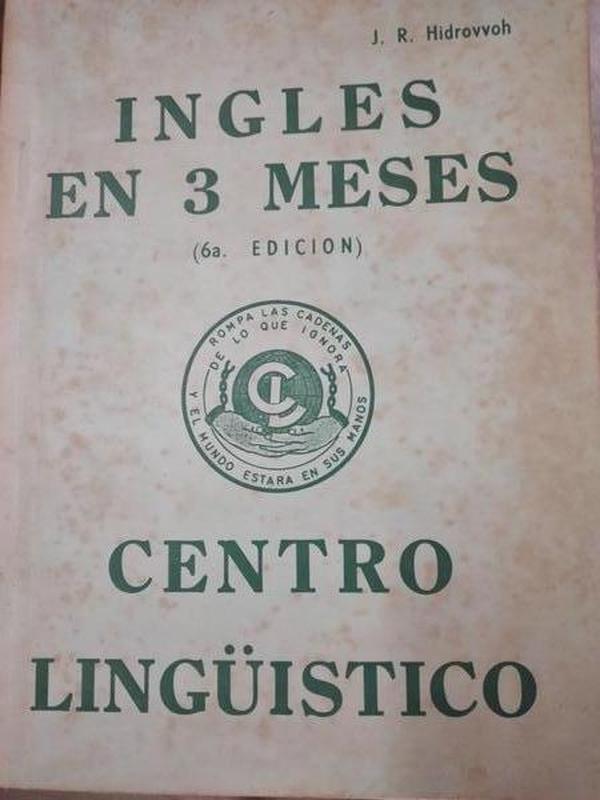 J. R. Hidrovvoh
INGLES
EN 3 MESES
(6a. EDICION)
ROMPA LAS CADENAS
DE LO QUE IGNORA
CL
Y EL MUNDO ESTARA EN SUS MANOS
CENTRO
LINGÜISTICO